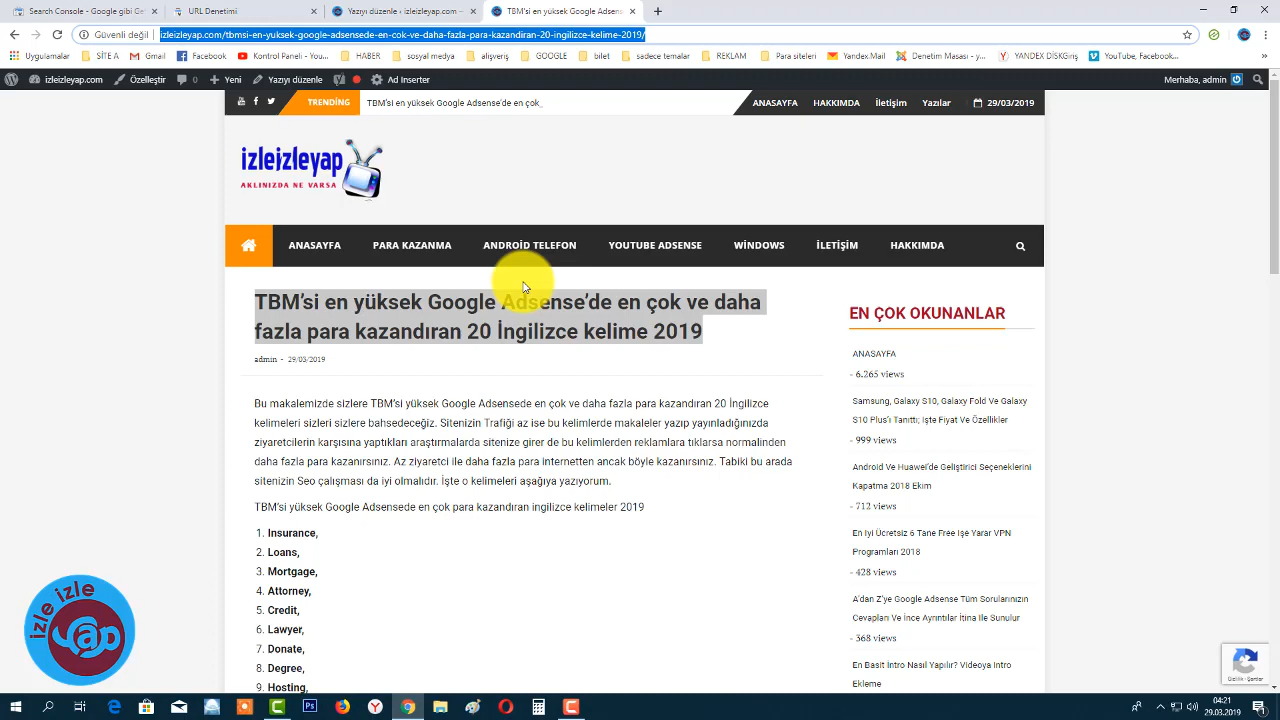 Search Console - Google gibi Ge
URL Denetimi
Yazılar ‹ izleizleyap.com —
TBM'si en yüksek Google Adsens
Güvenli değil
izleizleyap.com/tbmsi-en-yuksek-google-adsensede-en-cok-ve-daha-fazla-para-kazandiran-20-ingilizce-kelime-2019/
Uygulamalar
SİTE A
Gmail
Facebook
Kontrol Paneli - You...
HABER
sosyal medya
alışveriş
GOOGLE
bilet
sadece temalar
REKLAM
Para siteleri
Yandex.Mail
Denetim Masası - y...
YANDEX DİSKGiriş
YouTube, Facebook...
izleizleyap.com
Özelleştir
0
Yeni
Yazıyı düzenle
Ad Inserter
Merhaba, admin
TRENDİNG
TBM'si en yüksek Google Adsense'de en çok_
ANASAYFA
HAKKIMDA
İletişim
Yazılar
29/03/2019
izleizleyap
AKLINIZDA NE VARSA
ANASAYFA
PARA KAZANMA
ANDROİD TELEFON
YOUTUBE ADSENSE
WİNDOWS
İLETİŞİM
HAKKIMDA
TBM'si en yüksek Google Adsense'de en çok ve daha
fazla para kazandıran 20 İngilizce kelime 2019
admin - 29/03/2019
Bu makalemizde sizlere TBM'si yüksek Google Adsensede en çok ve daha fazla para kazandıran 20 İngilizce
kelimeleri sizleri sizlere bahsedeceğiz. Sitenizin Trafiği az ise bu kelimlerde makaleler yazıp yayınladığınızda
ziyaretcilerin karşısına yaptıkları araştırmalarda sitenize girer de bu kelimlerden reklamlara tıklarsa normalinden
daha fazla para kazanırsınız. Az ziyaretci ile daha fazla para internetten ancak böyle kazanırsınız. Tabiki bu arada
sitenizin Seo çalışması da iyi olmalıdır. İşte o kelimeleri aşağıya yazıyorum.
TBM'si yüksek Google Adsensede en çok para kazandıran ingilizce kelimeler 2019
1. Insurance,
2. Loans,
3. Mortgage,
4. Attorney,
5. Credit,
6. Lawyer,
7. Donate,
8. Degree,
9. Hosting,
EN ÇOK OKUNANLAR
ANASAYFA
- 6.265 views
Samsung, Galaxy S10, Galaxy Fold Ve Galaxy
S10 Plus'ı Tanıttı; Işte Fiyat Ve Özellikler
- 999 views
Android Ve Huawei'de Geliştirici Seçeneklerini
Kapatma 2018 Ekim
- 712 views
En Iyi Ücretsiz 6 Tane Free Işe Yarar VPN
Programları 2018
- 428 views
A'dan Z'ye Google Adsense Tüm Sorularınızın
Cevapları Ve İnce Ayrıntılar İtina Ile Sunulur
- 368 views
En Basit İntro Nasıl Yapılır? Videoya Intro
Ekleme
izle izle
yap
Gizlilik - Şartlar
04:21
29.03.2019